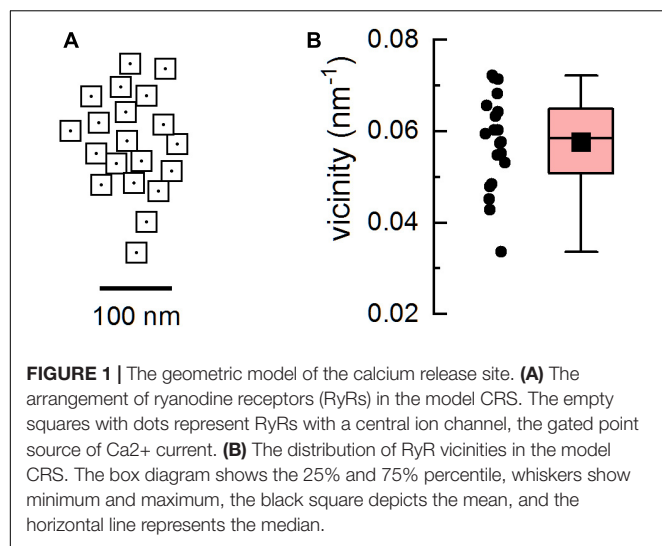 A
B
0.08
0.06
0.04
0.02
vicinity (nm⁻¹)
100 nm
FIGURE 1 | The geometric model of the calcium release site. (A) The
arrangement of ryanodine receptors (RyRs) in the model CRS. The empty
squares with dots represent RyRs with a central ion channel, the gated point
source of Ca2+ current. (B) The distribution of RyR vicinities in the model
CRS. The box diagram shows the 25% and 75% percentile, whiskers show
minimum and maximum, the black square depicts the mean, and the
horizontal line represents the median.